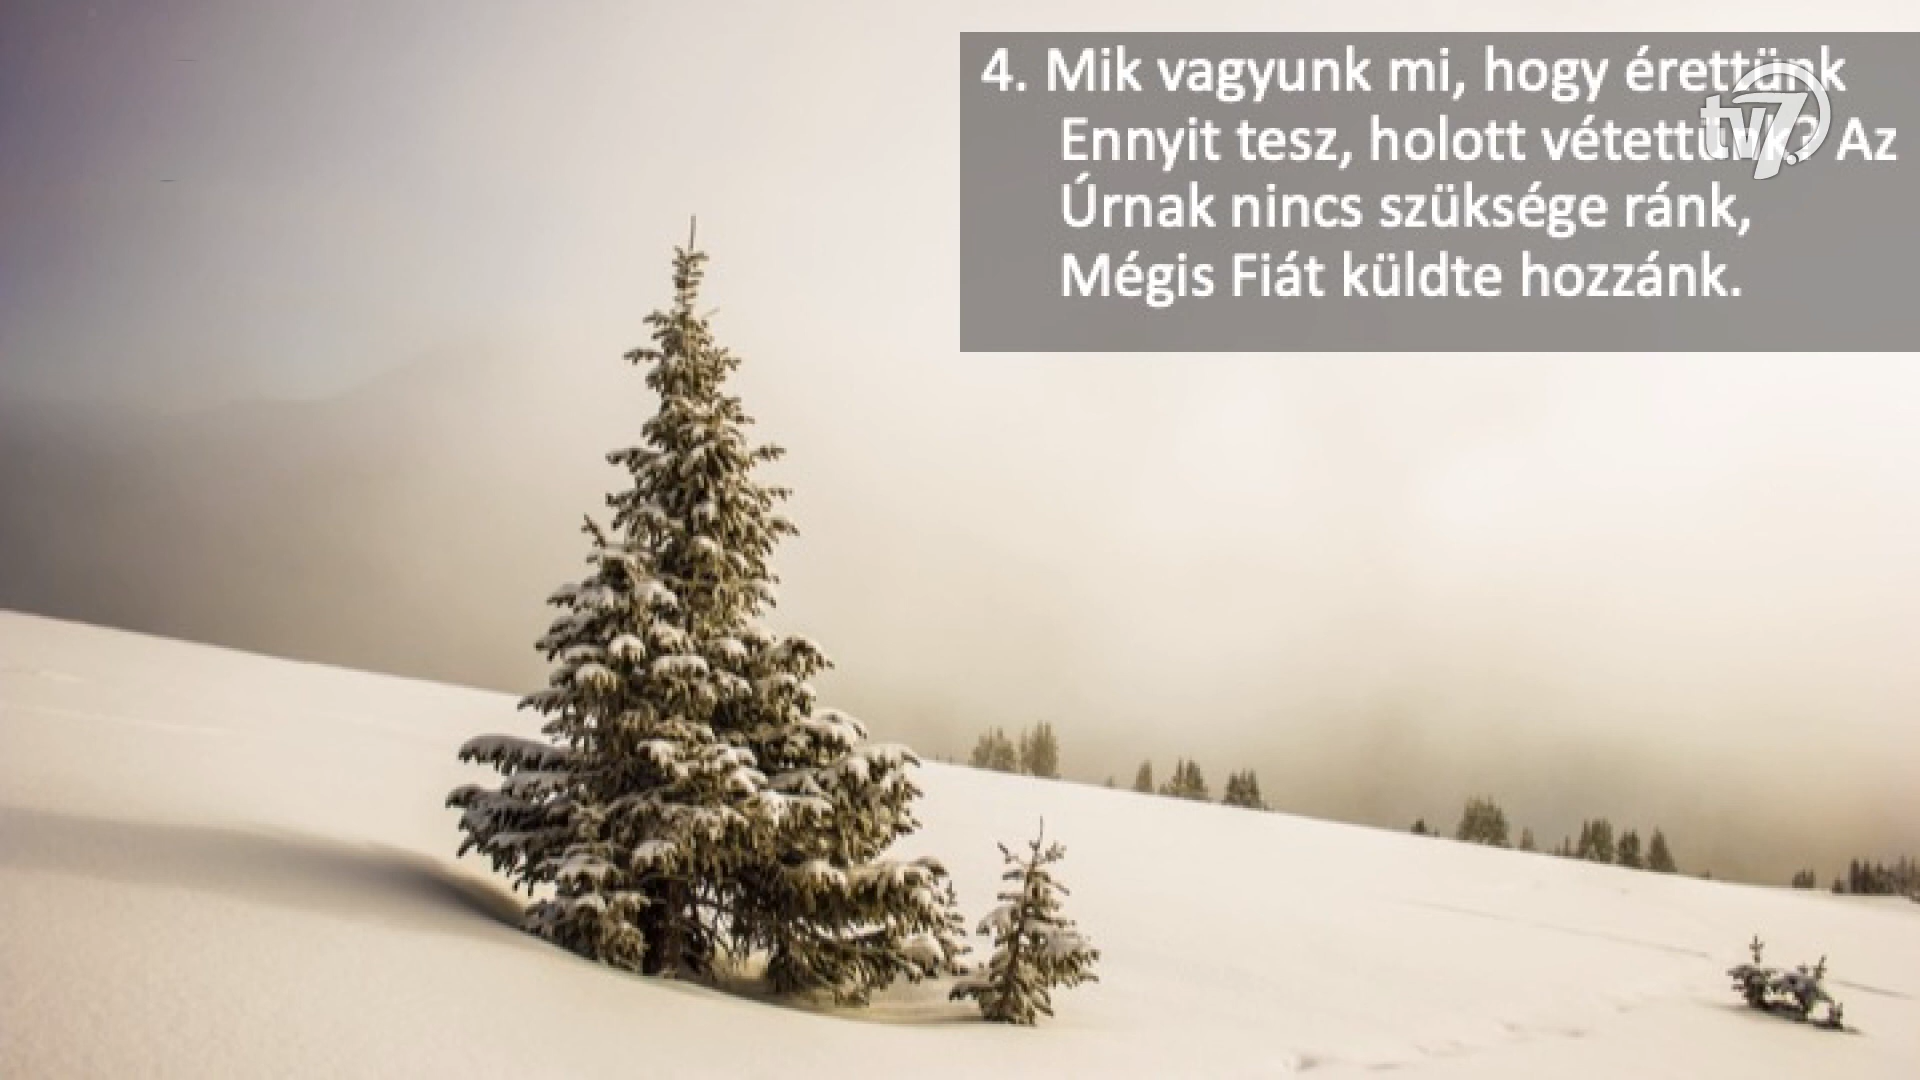 4. Mik vagyunk mi, hogy érettünk
Ennyit tesz, holott vétettünk? Az
Úrnak nincs szüksége ránk,
Mégis Fiát küldte hozzánk.
tv7